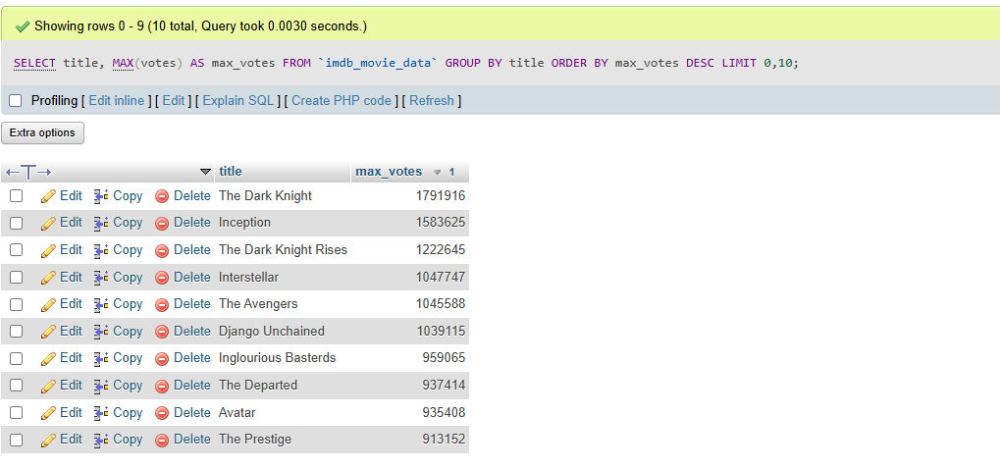 Showing rows 0 - 9 (10 total, Query took 0.0030 seconds.)
SELECT title, MAX(votes) AS max_votes FROM `imdb_movie_data` GROUP BY title ORDER BY max_votes DESC LIMIT 0,10;
Profiling [ Edit inline ] [ Edit ] [ Explain SQL ] [ Create PHP code ] [ Refresh ]
Extra options
←T→ title max_votes 1
Edit Copy Delete The Dark Knight 1791916
Edit Copy Delete Inception 1583625
Edit Copy Delete The Dark Knight Rises 1222645
Edit Copy Delete Interstellar 1047747
Edit Copy Delete The Avengers 1045588
Edit Copy Delete Django Unchained 1039115
Edit Copy Delete Inglourious Basterds 959065
Edit Copy Delete The Departed 937414
Edit Copy Delete Avatar 935408
Edit Copy Delete The Prestige 913152